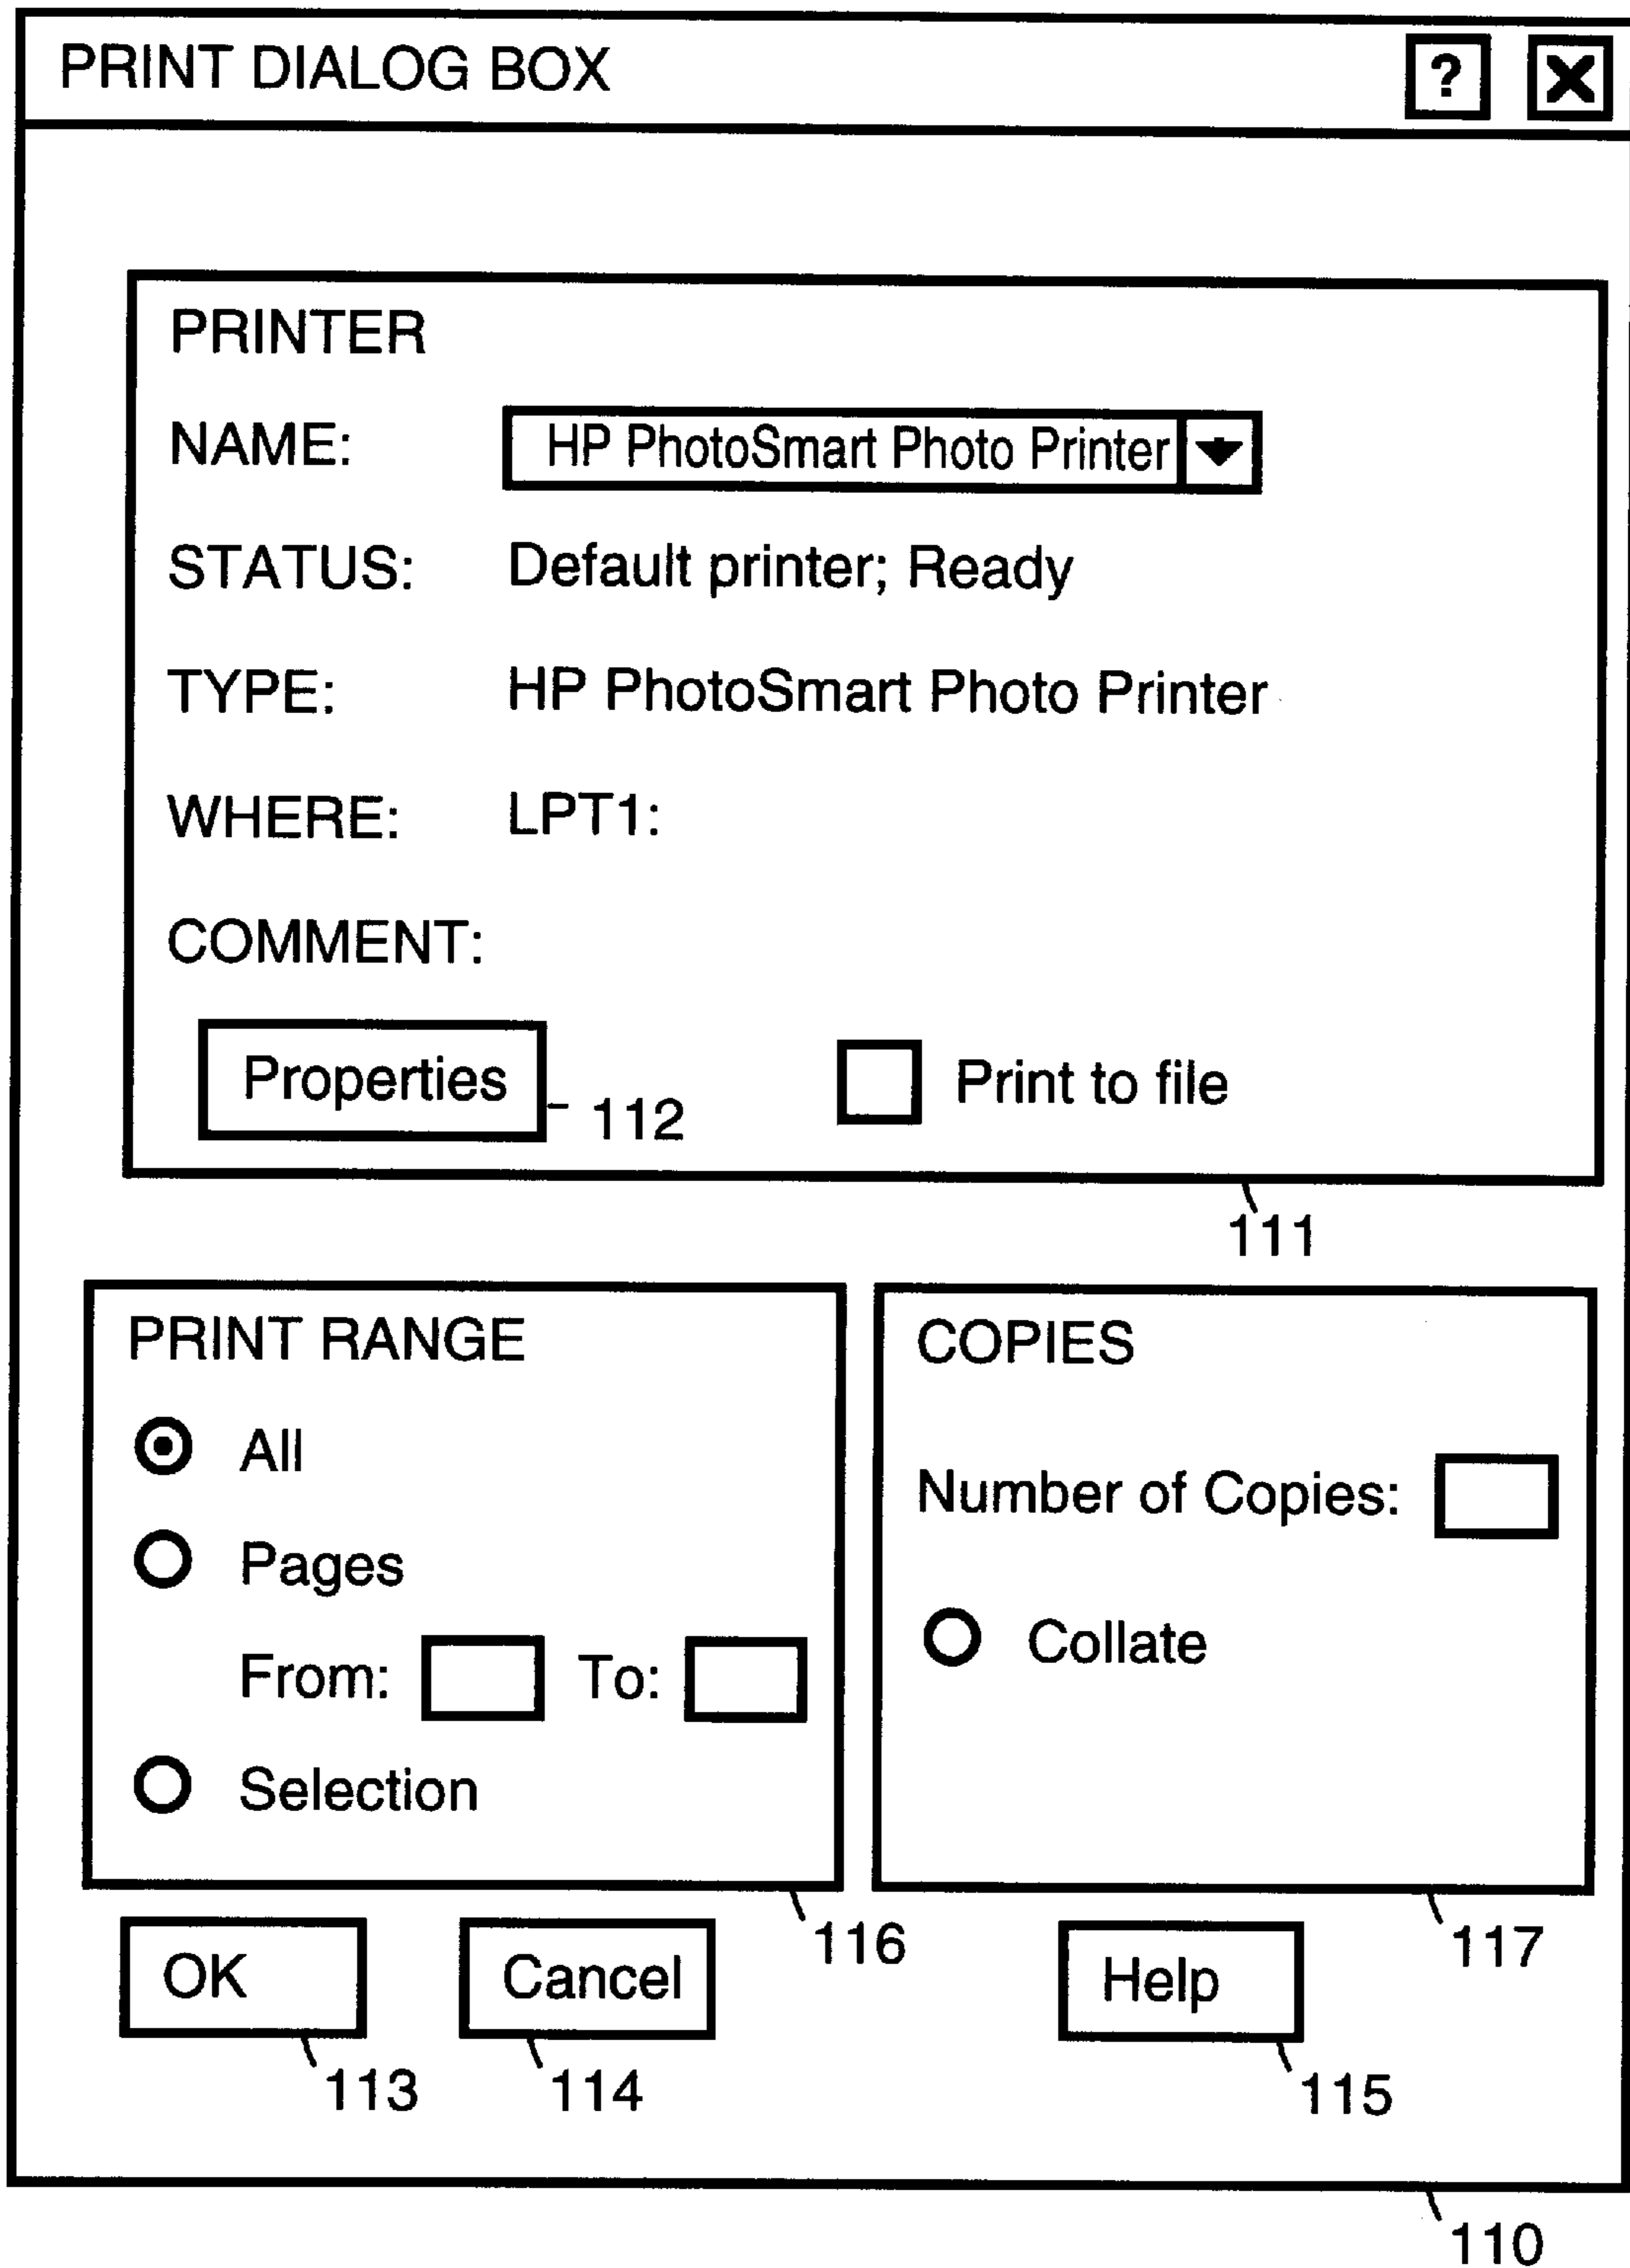 PRINT DIALOG BOX ?
PRINTER
NAME: HP PhotoSmart Photo Printer
STATUS: Default printer; Ready
TYPE: HP PhotoSmart Photo Printer
WHERE: LPT1:
COMMENT:
Properties 112 Print to file
111
PRINT RANGE
All
Pages
From: To:
Selection
116
COPIES
Number of Copies:
Collate
117
OK Cancel Help
113 114 115
110